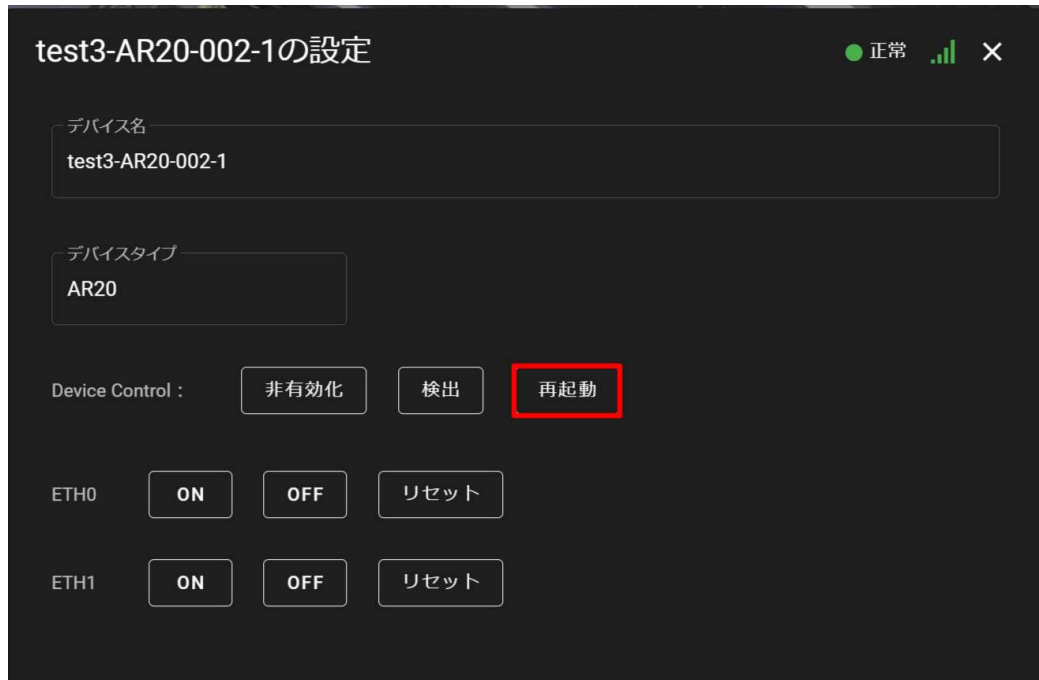 test3-AR20-002-1の設定 正常
デバイス名
test3-AR20-002-1
デバイスタイプ
AR20
Device Control : 非有効化 検出 再起動
ETH0 ON OFF リセット
ETH1 ON OFF リセット